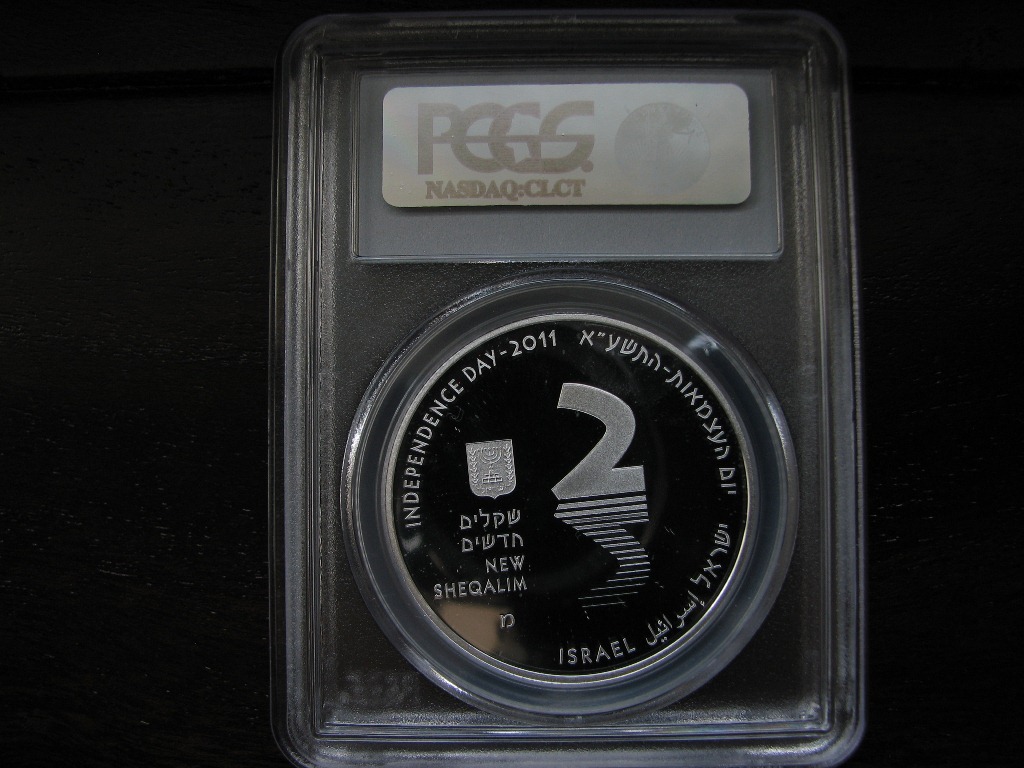 PCGS
NASDAQ:CLCT
INDEPENDENCE DAY-2011
יום העצמאות-התשע"א
2
שקלים
חדשים
NEW
SHEQALIM
מ
ISRAEL إسرائيل ישראל